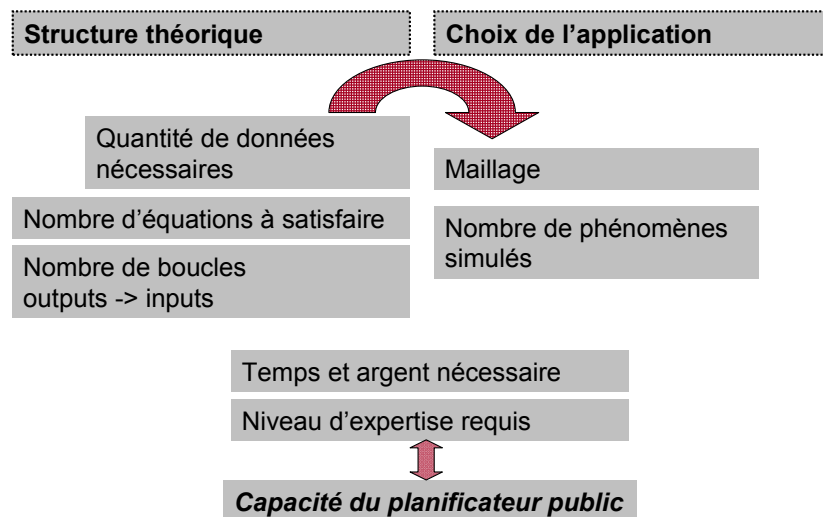 Structure théorique
Choix de l’application
Quantité de données
nécessaires
Nombre d’équations à satisfaire
Nombre de boucles
outputs -> inputs
Maillage
Nombre de phénomènes
simulés
Temps et argent nécessaire
Niveau d’expertise requis
Capacité du planificateur public